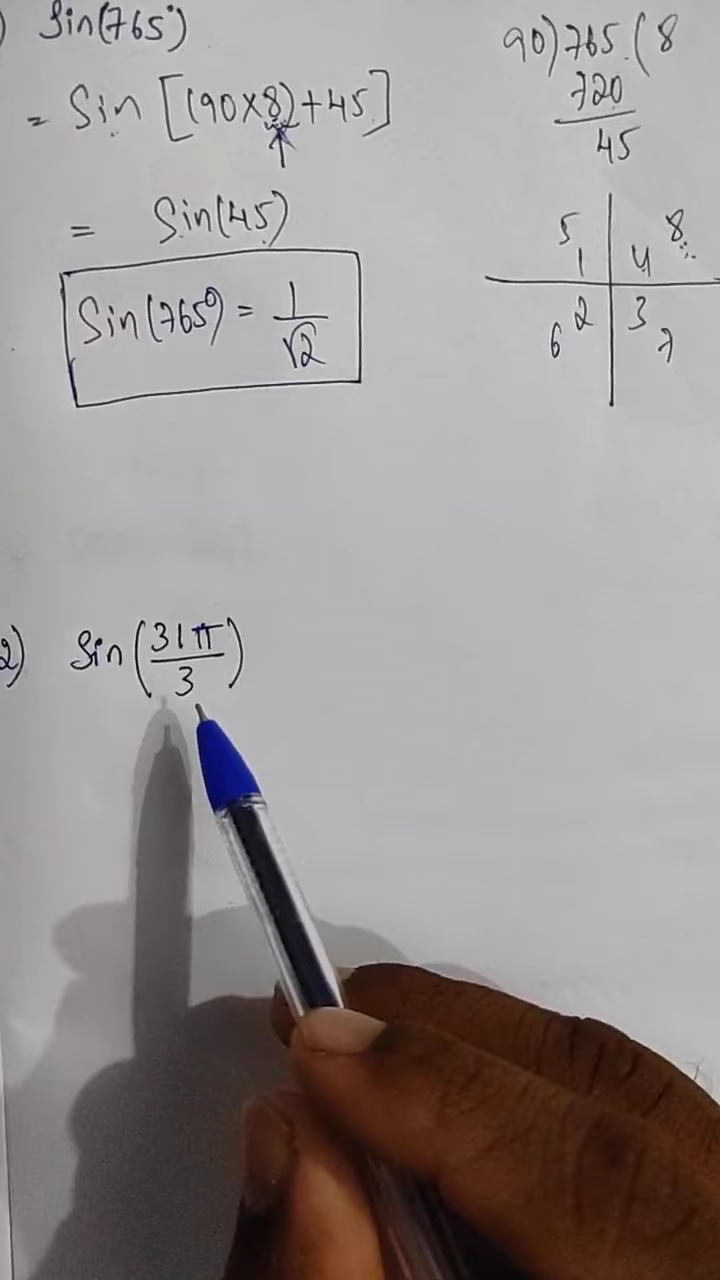 ) Sin(765°)
= Sin [(90×8)+45]
= Sin(45)
Sin(765°) = 1/√2
90)765(8
720
45
5 8
1 4
2 3
6 7
2) Sin(31π/3)